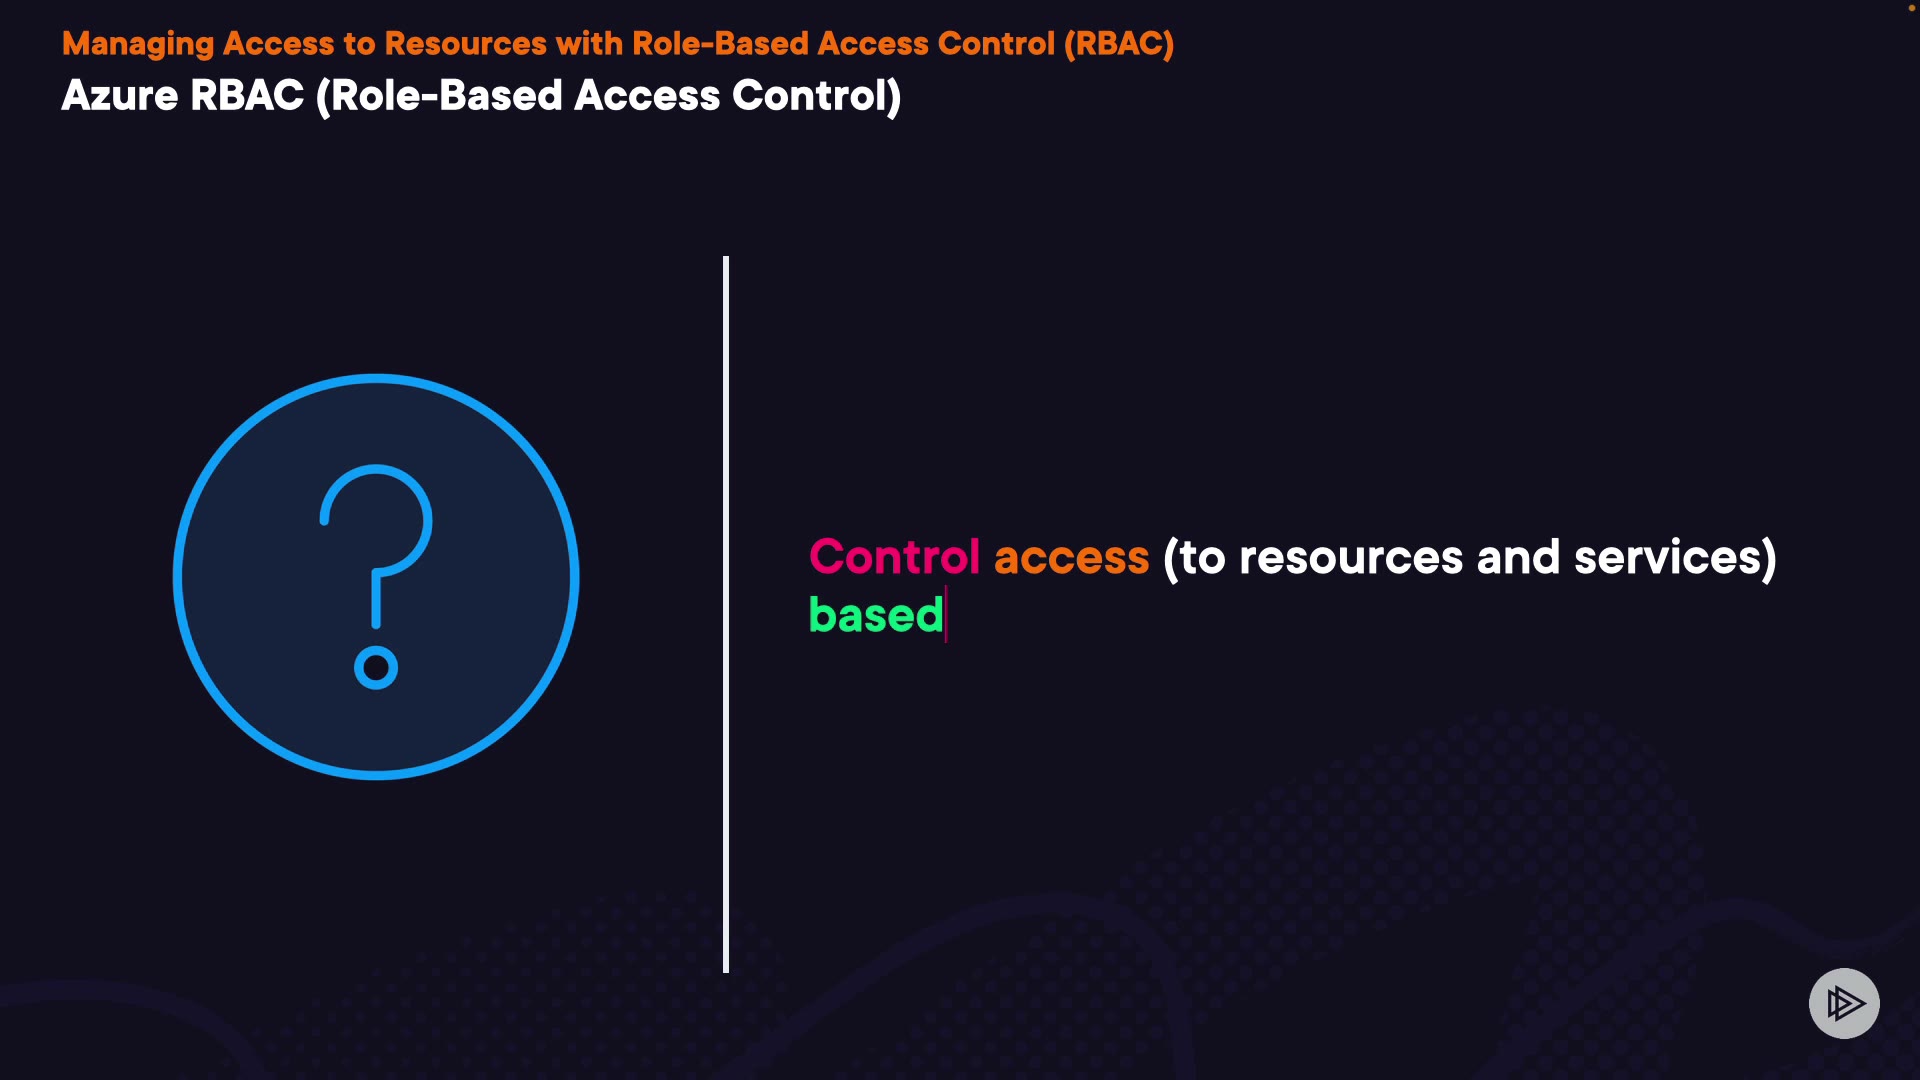 Managing Access to Resources with Role-Based Access Control (RBAC)
Azure RBAC (Role-Based Access Control)
Control access (to resources and services)
based